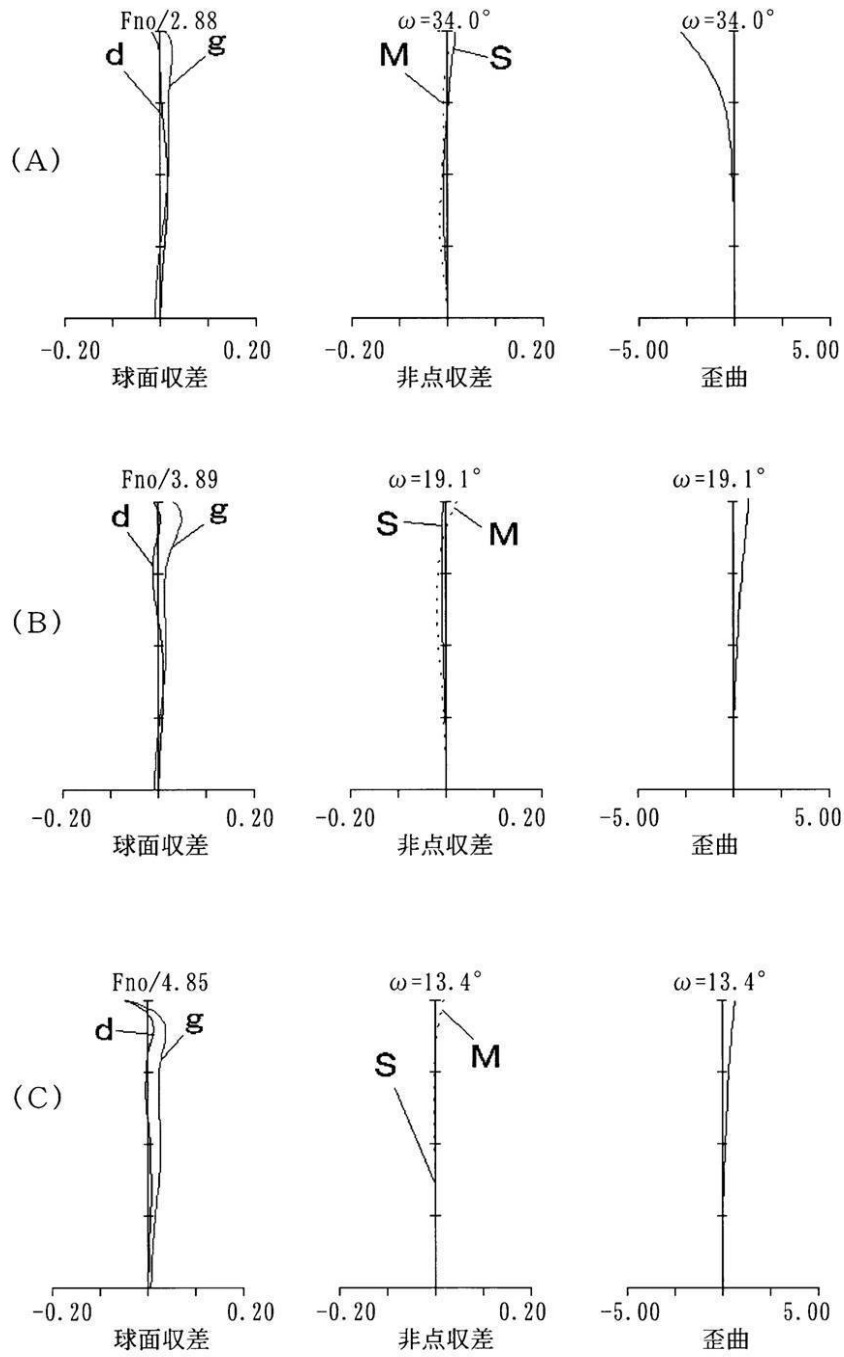 Fno/2.88 ω=34.0° ω=34.0°
d g M S
(A)
-0.20 0.20 -0.20 0.20 -5.00 5.00
球面収差 非点収差 歪曲
Fno/3.89 ω=19.1° ω=19.1°
d g S M
(B)
-0.20 0.20 -0.20 0.20 -5.00 5.00
球面収差 非点収差 歪曲
Fno/4.85 ω=13.4° ω=13.4°
d g S M
(C)
-0.20 0.20 -0.20 0.20 -5.00 5.00
球面収差 非点収差 歪曲